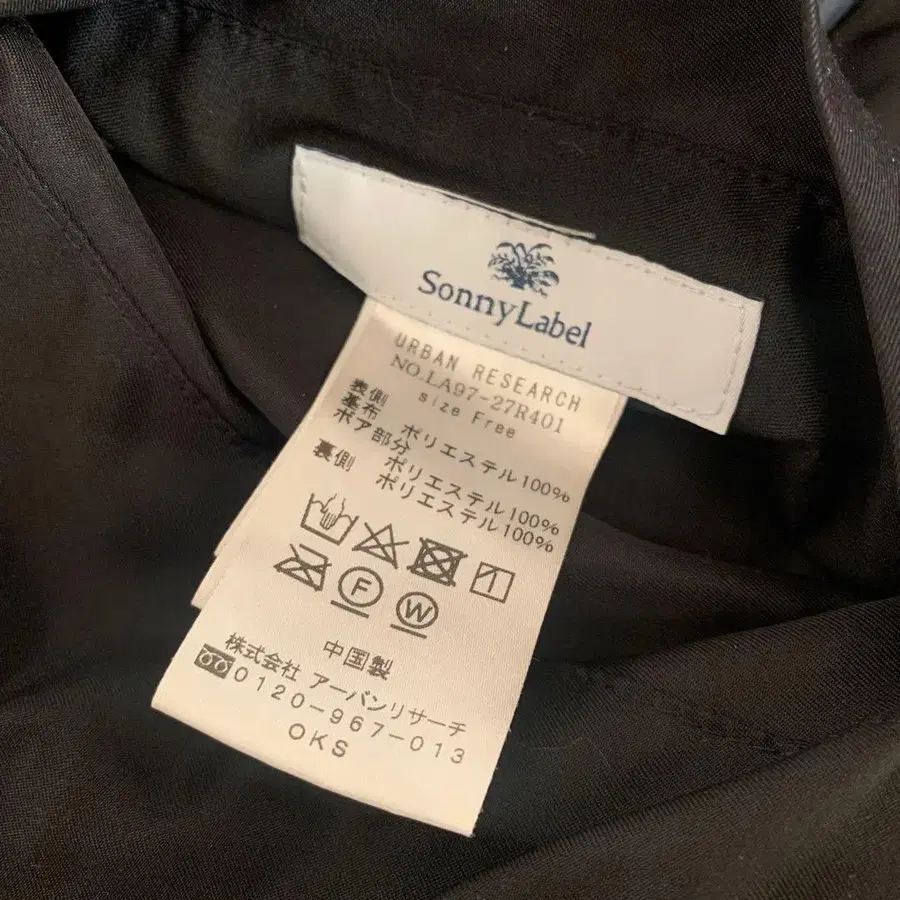 SonnyLabel
URBAN RESEARCH
NO.LA97-27R401
size Free
表側
基布 ポリエステル100%
ボア部分 ポリエステル100%
裏側 ポリエステル100%
F
W
中国製
株式会社 アーバンリサーチ
0120-967-013
OKS